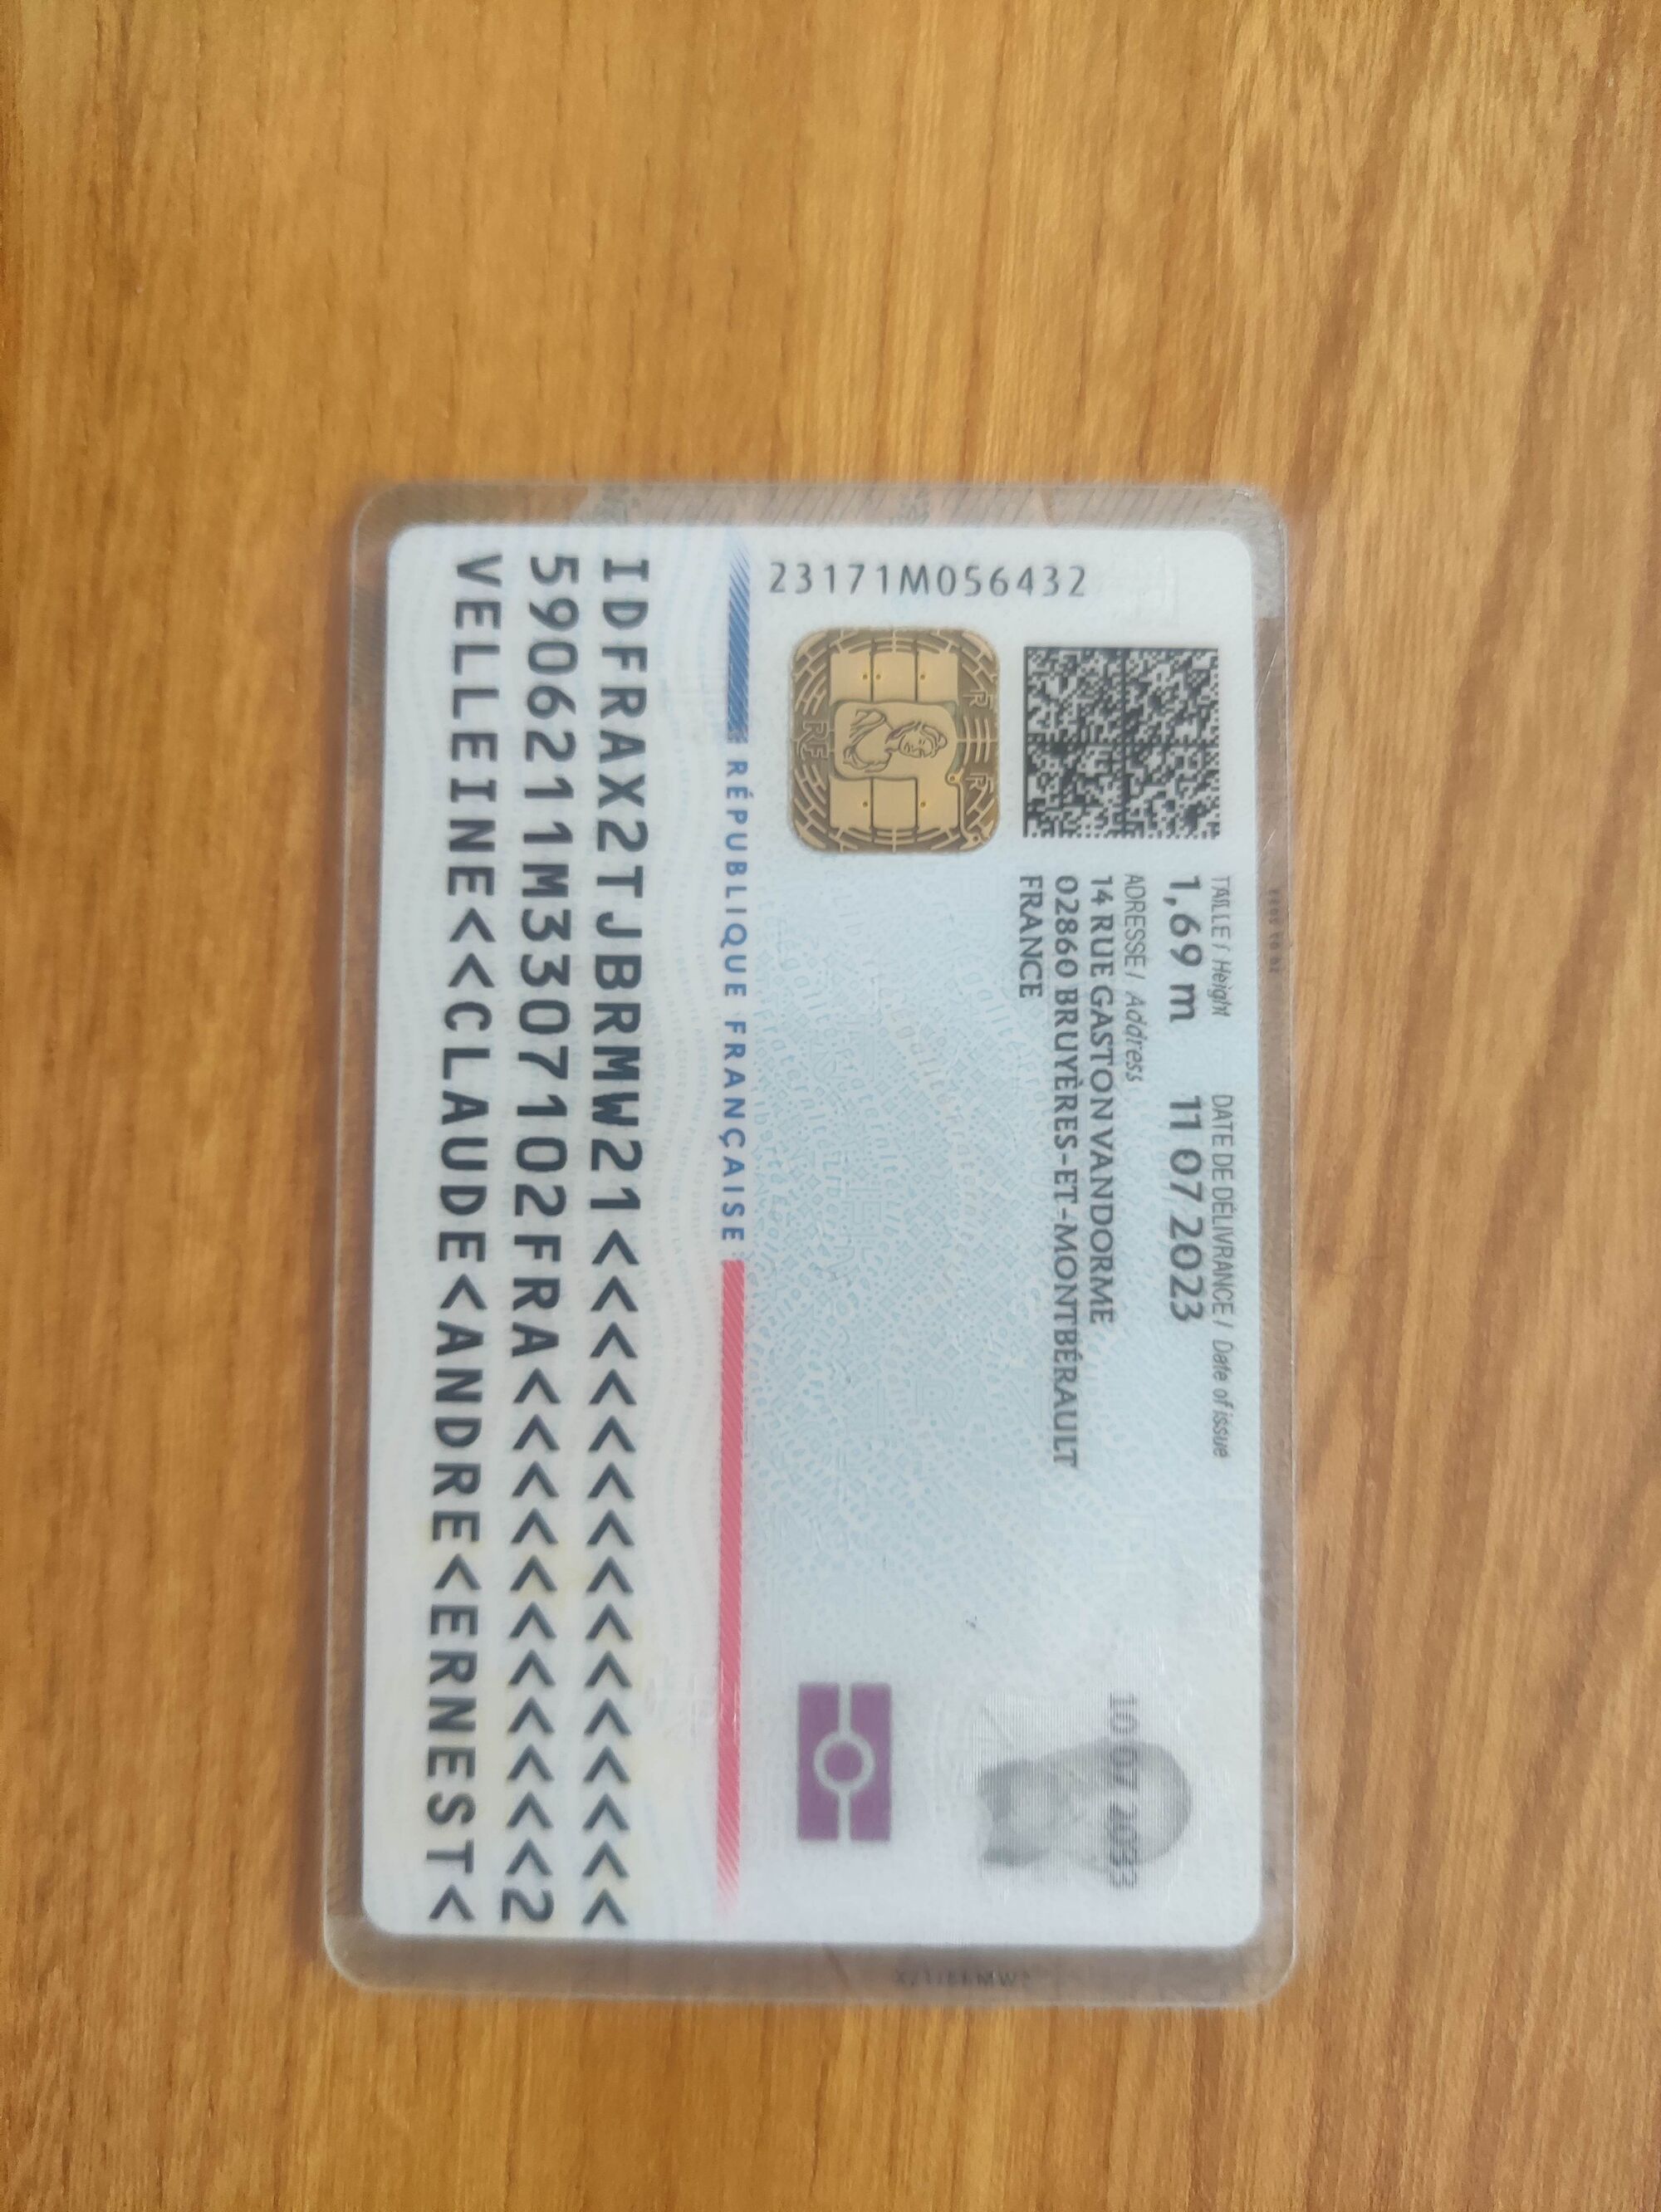 TAILLE / Height
1,69 m
DATE DE DÉLIVRANCE / Date of issue
11 07 2023
ADRESSE / Address
14 RUE GASTON VANDORME
02860 BRUYÈRES-ET-MONTBÉRAULT
FRANCE
10 07 2033
23171M056432
RÉPUBLIQUE FRANÇAISE
IDFRAX2TJBRMW21<<<<<<<<<<<<<<<
5906211M3307102FRA<<<<<<<<<<<2
VELLEINE<<CLAUDE<ANDRE<ERNEST<